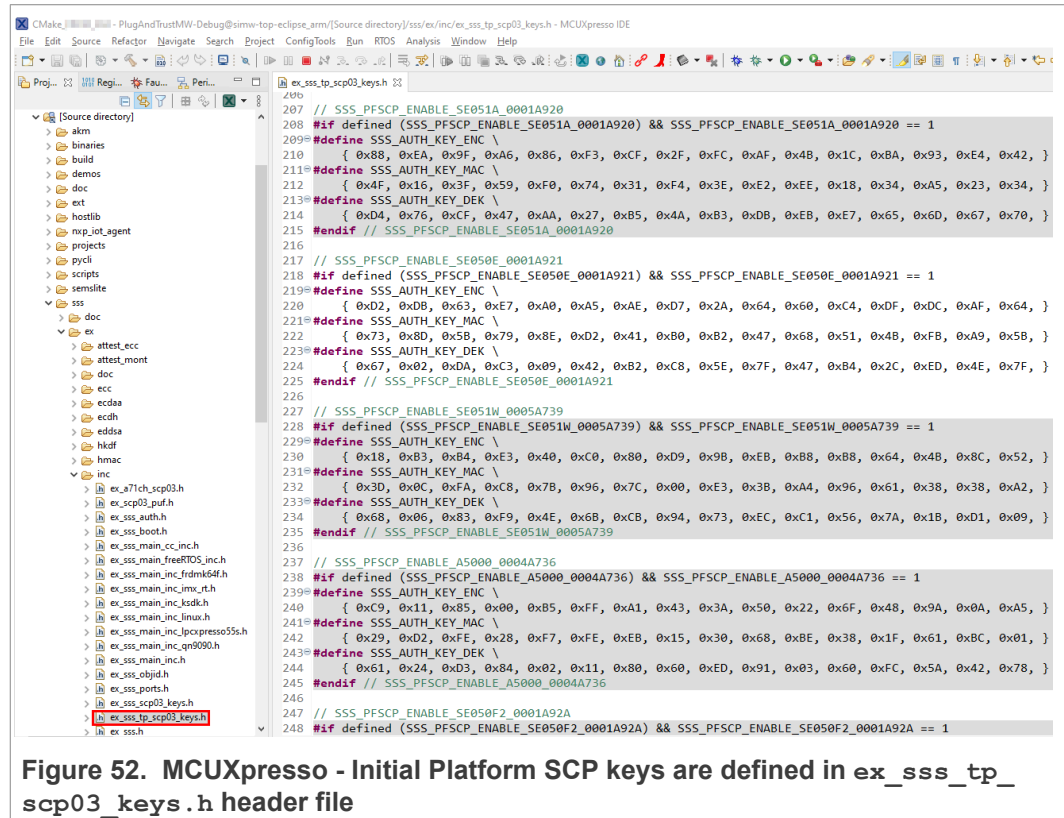 CMake_ - PlugAndTrustMW-Debug@simw-top-eclipse_arm/[Source directory]/sss/ex/inc/ex_sss_tp_scp03_keys.h - MCUXpresso IDE
File Edit Source Refactor Navigate Search Project ConfigTools Run RTOS Analysis Window Help
Proj... Regi... Fau... Peri...
[Source directory]
akm
binaries
build
demos
doc
ext
hostlib
nxp_iot_agent
projects
pycli
scripts
semslite
sss
doc
ex
attest_ecc
attest_mont
doc
ecc
ecdaa
ecdh
eddsa
hkdf
hmac
inc
ex_a71ch_scp03.h
ex_scp03_puf.h
ex_sss_auth.h
ex_sss_boot.h
ex_sss_main_cc_inc.h
ex_sss_main_freeRTOS_inc.h
ex_sss_main_inc_frdmk64f.h
ex_sss_main_inc_imx_rt.h
ex_sss_main_inc_ksdk.h
ex_sss_main_inc_linux.h
ex_sss_main_inc_lpcxpresso55s.h
ex_sss_main_inc_qn9090.h
ex_sss_main_inc.h
ex_sss_objid.h
ex_sss_ports.h
ex_sss_scp03_keys.h
ex_sss_tp_scp03_keys.h
ex_sss.h
ex_sss_tp_scp03_keys.h
206
207 // SSS_PFSCP_ENABLE_SE051A_0001A920
208 #if defined (SSS_PFSCP_ENABLE_SE051A_0001A920) && SSS_PFSCP_ENABLE_SE051A_0001A920 == 1
209 #define SSS_AUTH_KEY_ENC \
210 { 0x88, 0xEA, 0x9F, 0xA6, 0x86, 0xF3, 0xCF, 0x2F, 0xFC, 0xAF, 0x4B, 0x1C, 0xBA, 0x93, 0xE4, 0x42, }
211 #define SSS_AUTH_KEY_MAC \
212 { 0x4F, 0x16, 0x3F, 0x59, 0xF0, 0x74, 0x31, 0xF4, 0x3E, 0xE2, 0xEE, 0x18, 0x34, 0xA5, 0x23, 0x34, }
213 #define SSS_AUTH_KEY_DEK \
214 { 0xD4, 0x76, 0xCF, 0x47, 0xAA, 0x27, 0xB5, 0x4A, 0xB3, 0xDB, 0xEB, 0xE7, 0x65, 0x6D, 0x67, 0x70, }
215 #endif // SSS_PFSCP_ENABLE_SE051A_0001A920
216
217 // SSS_PFSCP_ENABLE_SE050E_0001A921
218 #if defined (SSS_PFSCP_ENABLE_SE050E_0001A921) && SSS_PFSCP_ENABLE_SE050E_0001A921 == 1
219 #define SSS_AUTH_KEY_ENC \
220 { 0xD2, 0xDB, 0x63, 0xE7, 0xA0, 0xA5, 0xAE, 0xD7, 0x2A, 0x64, 0x60, 0xC4, 0xDF, 0xDC, 0xAF, 0x64, }
221 #define SSS_AUTH_KEY_MAC \
222 { 0x73, 0x8D, 0x5B, 0x79, 0x8E, 0xD2, 0x41, 0xB0, 0xB2, 0x47, 0x68, 0x51, 0x4B, 0xFB, 0xA9, 0x5B, }
223 #define SSS_AUTH_KEY_DEK \
224 { 0x67, 0x02, 0xDA, 0xC3, 0x09, 0x42, 0xB2, 0xC8, 0x5E, 0x7F, 0x47, 0xB4, 0x2C, 0xED, 0x4E, 0x7F, }
225 #endif // SSS_PFSCP_ENABLE_SE050E_0001A921
226
227 // SSS_PFSCP_ENABLE_SE051W_0005A739
228 #if defined (SSS_PFSCP_ENABLE_SE051W_0005A739) && SSS_PFSCP_ENABLE_SE051W_0005A739 == 1
229 #define SSS_AUTH_KEY_ENC \
230 { 0x18, 0xB3, 0xB4, 0xE3, 0x40, 0xC0, 0x80, 0xD9, 0x9B, 0xEB, 0xB8, 0xB8, 0x64, 0x4B, 0x8C, 0x52, }
231 #define SSS_AUTH_KEY_MAC \
232 { 0x3D, 0x0C, 0xFA, 0xC8, 0x7B, 0x96, 0x7C, 0x00, 0xE3, 0x3B, 0xA4, 0x96, 0x61, 0x38, 0x38, 0xA2, }
233 #define SSS_AUTH_KEY_DEK \
234 { 0x68, 0x06, 0x83, 0xF9, 0x4E, 0x6B, 0xCB, 0x94, 0x73, 0xEC, 0xC1, 0x56, 0x7A, 0x1B, 0xD1, 0x09, }
235 #endif // SSS_PFSCP_ENABLE_SE051W_0005A739
236
237 // SSS_PFSCP_ENABLE_A5000_0004A736
238 #if defined (SSS_PFSCP_ENABLE_A5000_0004A736) && SSS_PFSCP_ENABLE_A5000_0004A736 == 1
239 #define SSS_AUTH_KEY_ENC \
240 { 0xC9, 0x11, 0x85, 0x00, 0xB5, 0xFF, 0xA1, 0x43, 0x3A, 0x50, 0x22, 0x6F, 0x48, 0x9A, 0x0A, 0xA5, }
241 #define SSS_AUTH_KEY_MAC \
242 { 0x29, 0xD2, 0xFE, 0x28, 0xF7, 0xFE, 0xEB, 0x15, 0x30, 0x68, 0xBE, 0x38, 0x1F, 0x61, 0xBC, 0x01, }
243 #define SSS_AUTH_KEY_DEK \
244 { 0x61, 0x24, 0xD3, 0x84, 0x02, 0x11, 0x80, 0x60, 0xED, 0x91, 0x03, 0x60, 0xFC, 0x5A, 0x42, 0x78, }
245 #endif // SSS_PFSCP_ENABLE_A5000_0004A736
246
247 // SSS_PFSCP_ENABLE_SE050F2_0001A92A
248 #if defined (SSS_PFSCP_ENABLE_SE050F2_0001A92A) && SSS_PFSCP_ENABLE_SE050F2_0001A92A == 1
Figure 52. MCUXpresso - Initial Platform SCP keys are defined in ex_sss_tp_
scp03_keys.h header file